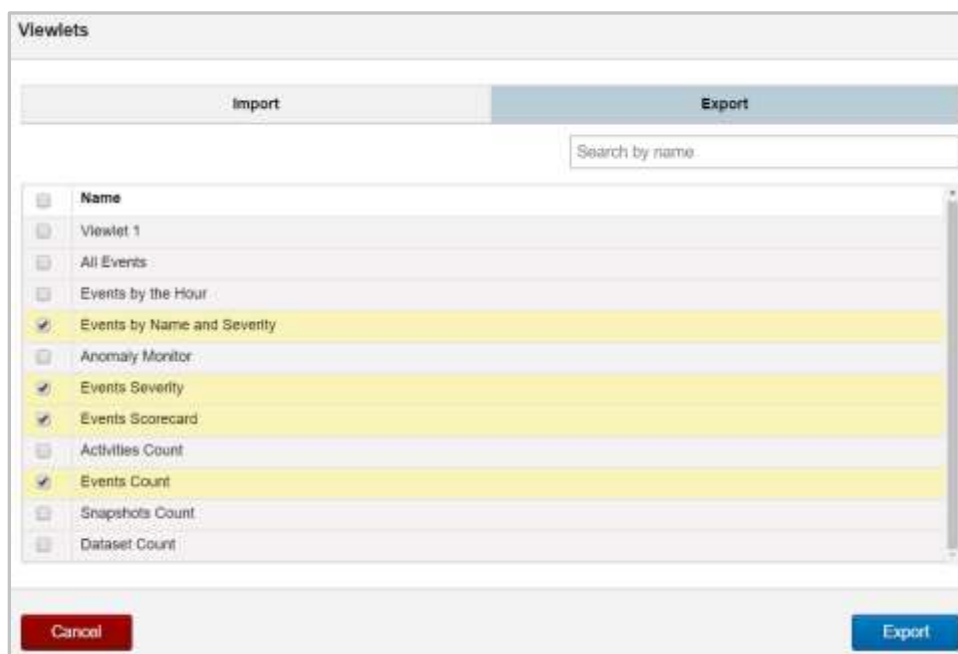 Viewlets
Import
Export
Search by name
Name
Viewlet 1
All Events
Events by the Hour
Events by Name and Severity
Anomaly Monitor
Events Severity
Events Scorecard
Activities Count
Events Count
Snapshots Count
Dataset Count
Cancel
Export